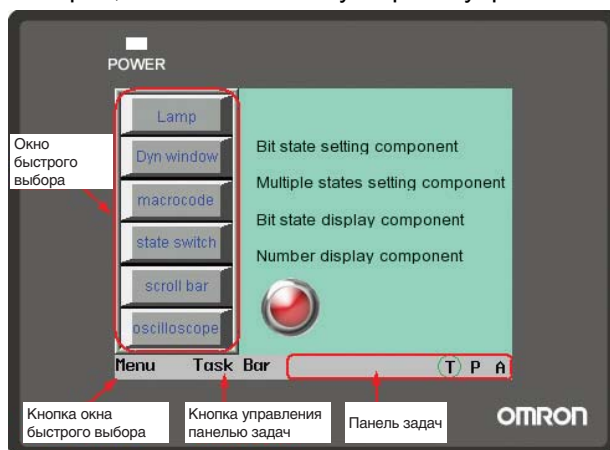 POWER
Lamp
Dyn window
macrocode
state switch
scroll bar
oscilloscope
Окно
быстрого
выбора
Bit state setting component
Multiple states setting component
Bit state display component
Number display component
Menu Task Bar T P A
Кнопка окна
быстрого выбора
Кнопка управления
панелью задач
Панель задач
OMRON